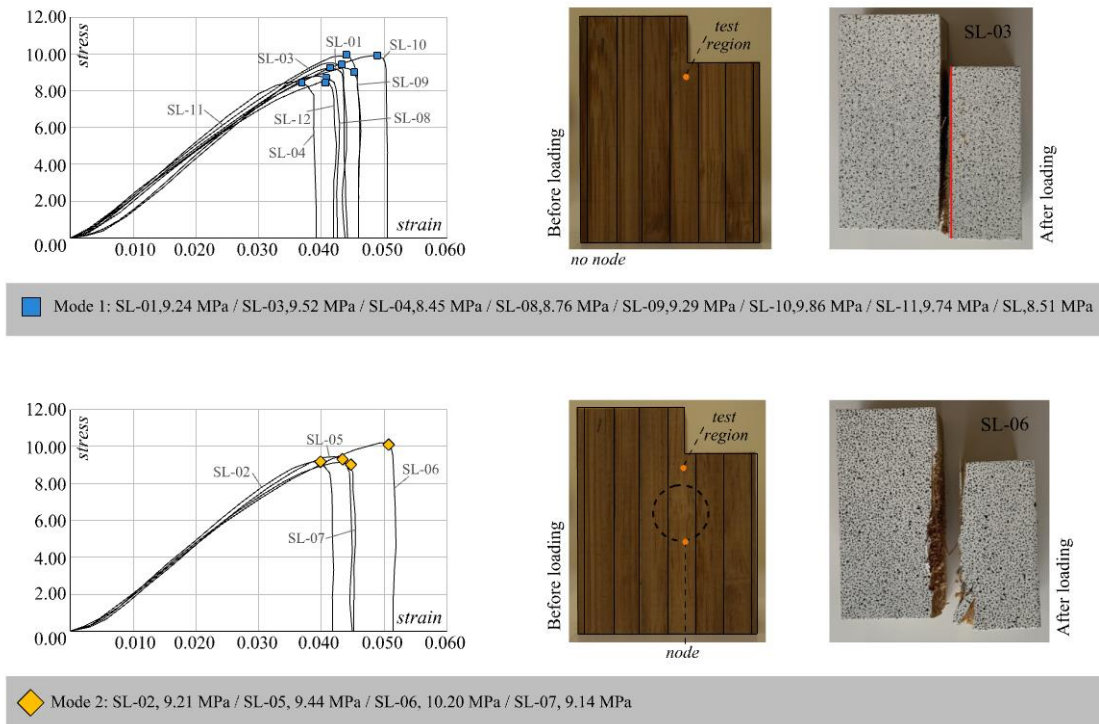 12.00
stress
10.00
8.00
6.00
4.00
2.00
0.00
0.010
0.020
0.030
0.040
0.050
0.060
strain
SL-01
SL-10
SL-03
SL-09
SL-11
SL-12
SL-08
SL-04
Before loading
test
region
no node
SL-03
After loading
Mode 1: SL-01,9.24 MPa / SL-03,9.52 MPa / SL-04,8.45 MPa / SL-08,8.76 MPa / SL-09,9.29 MPa / SL-10,9.86 MPa / SL-11,9.74 MPa / SL,8.51 MPa
12.00
stress
10.00
8.00
6.00
4.00
2.00
0.00
0.010
0.020
0.030
0.040
0.050
0.060
strain
SL-05
SL-02
SL-06
SL-07
Before loading
test
region
node
SL-06
After loading
Mode 2: SL-02, 9.21 MPa / SL-05, 9.44 MPa / SL-06, 10.20 MPa / SL-07, 9.14 MPa